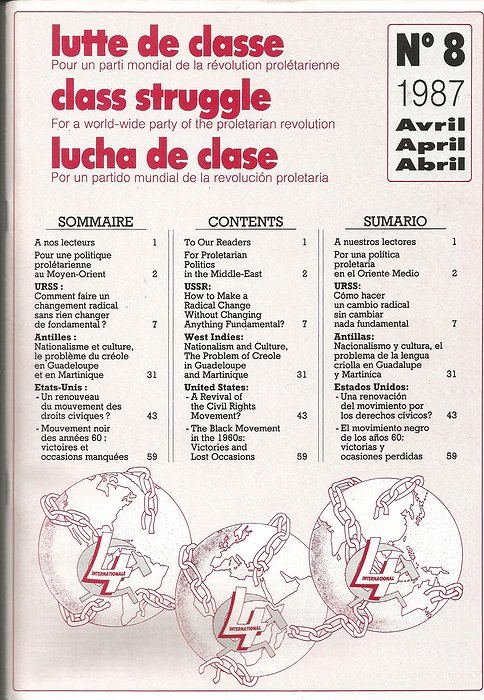 lutte de classe
Pour un parti mondial de la révolution prolétarienne
class struggle
For a world-wide party of the proletarian revolution
lucha de clase
Por un partido mundial de la revolución proletaria
Nº 8
1987
Avril
April
Abril
SOMMAIRE
A nos lecteurs 1
Pour une politique
prolétarienne
au Moyen-Orient 2
URSS :
Comment faire un
changement radical
sans rien changer
de fondamental ? 7
Antilles :
Nationalisme et culture,
le problème du créole
en Guadeloupe
et en Martinique 31
Etats-Unis :
- Un renouveau
du mouvement des
droits civiques ? 43
- Mouvement noir
des années 60 :
victoires et
occasions manquées 59
CONTENTS
To Our Readers 1
For Proletarian
Politics
in the Middle-East 2
USSR:
How to Make a
Radical Change
Without Changing
Anything Fundamental? 7
West Indies:
Nationalism and Culture,
The Problem of Creole
in Guadeloupe
and Martinique 31
United States:
- A Revival of
the Civil Rights
Movement? 43
- The Black Movement
in the 1960s:
Victories and
Lost Occasions 59
SUMARIO
A nuestros lectores 1
Por una política
proletaria
en el Oriente Medio 2
URSS:
Cómo hacer
un cambio radical
sin cambiar
nada fundamental 7
Antillas:
Nacionalismo y cultura, el
problema de la lengua
criolla en Guadalupe
y Martinica 31
Estados Unidos:
- Una renovación
del movimiento por
los derechos cívicos? 43
- El movimiento negro
de los años 60:
victorias y
ocasiones perdidas 59
INTERNATIONALE
INTERNATIONAL
INTERNACIONAL